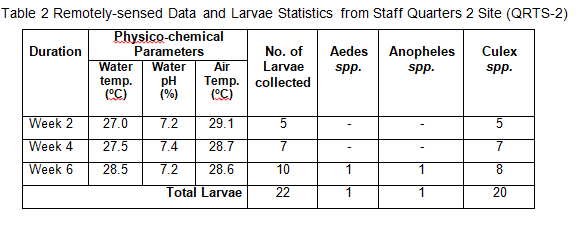 Table 2 Remotely-sensed Data and Larvae Statistics from Staff Quarters 2 Site (QRTS-2)
Duration Physico-chemical Parameters No. of Larvae collected Aedes spp. Anopheles spp. Culex spp.
Water temp. (ºC) Water pH (%) Air Temp. (ºC)
Week 2 27.0 7.2 29.1 5 - - 5
Week 4 27.5 7.4 28.7 7 - - 7
Week 6 28.5 7.2 28.6 10 1 1 8
Total Larvae 22 1 1 20